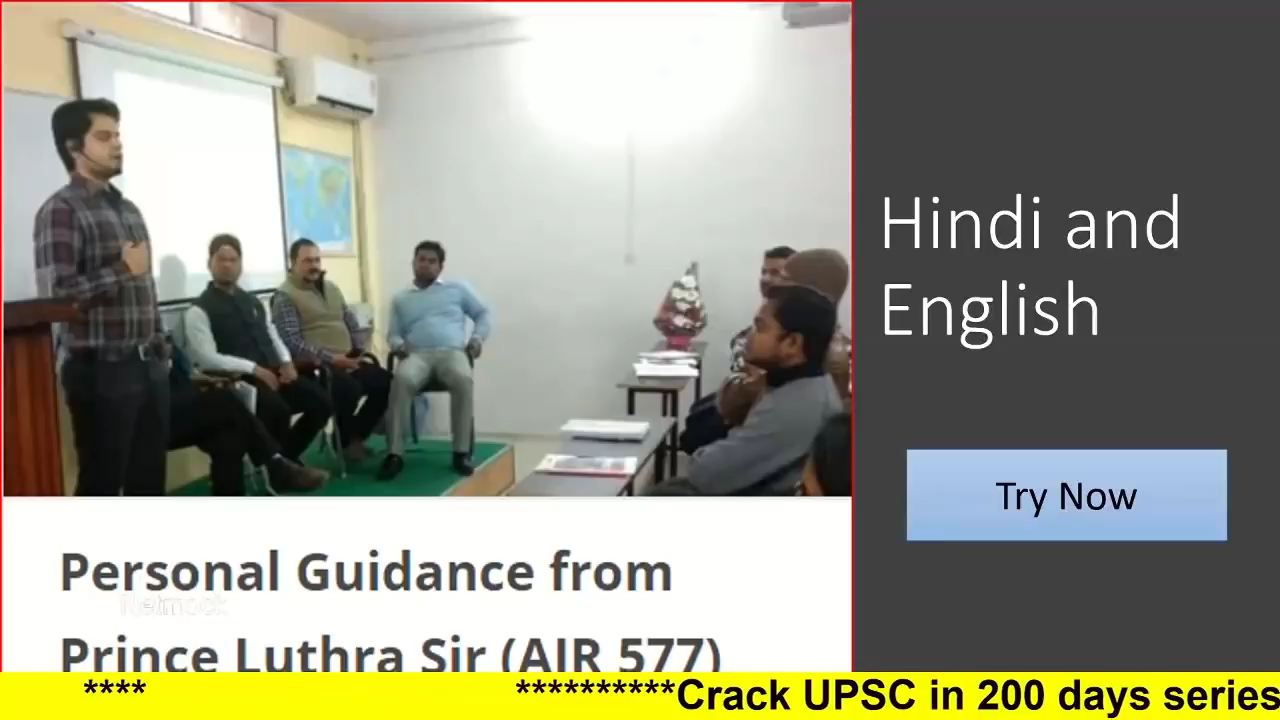 Hindi and
English
Try Now
Personal Guidance from
Netmock
Prince Luthra Sir (AIR 577)
**** **********Crack UPSC in 200 days series